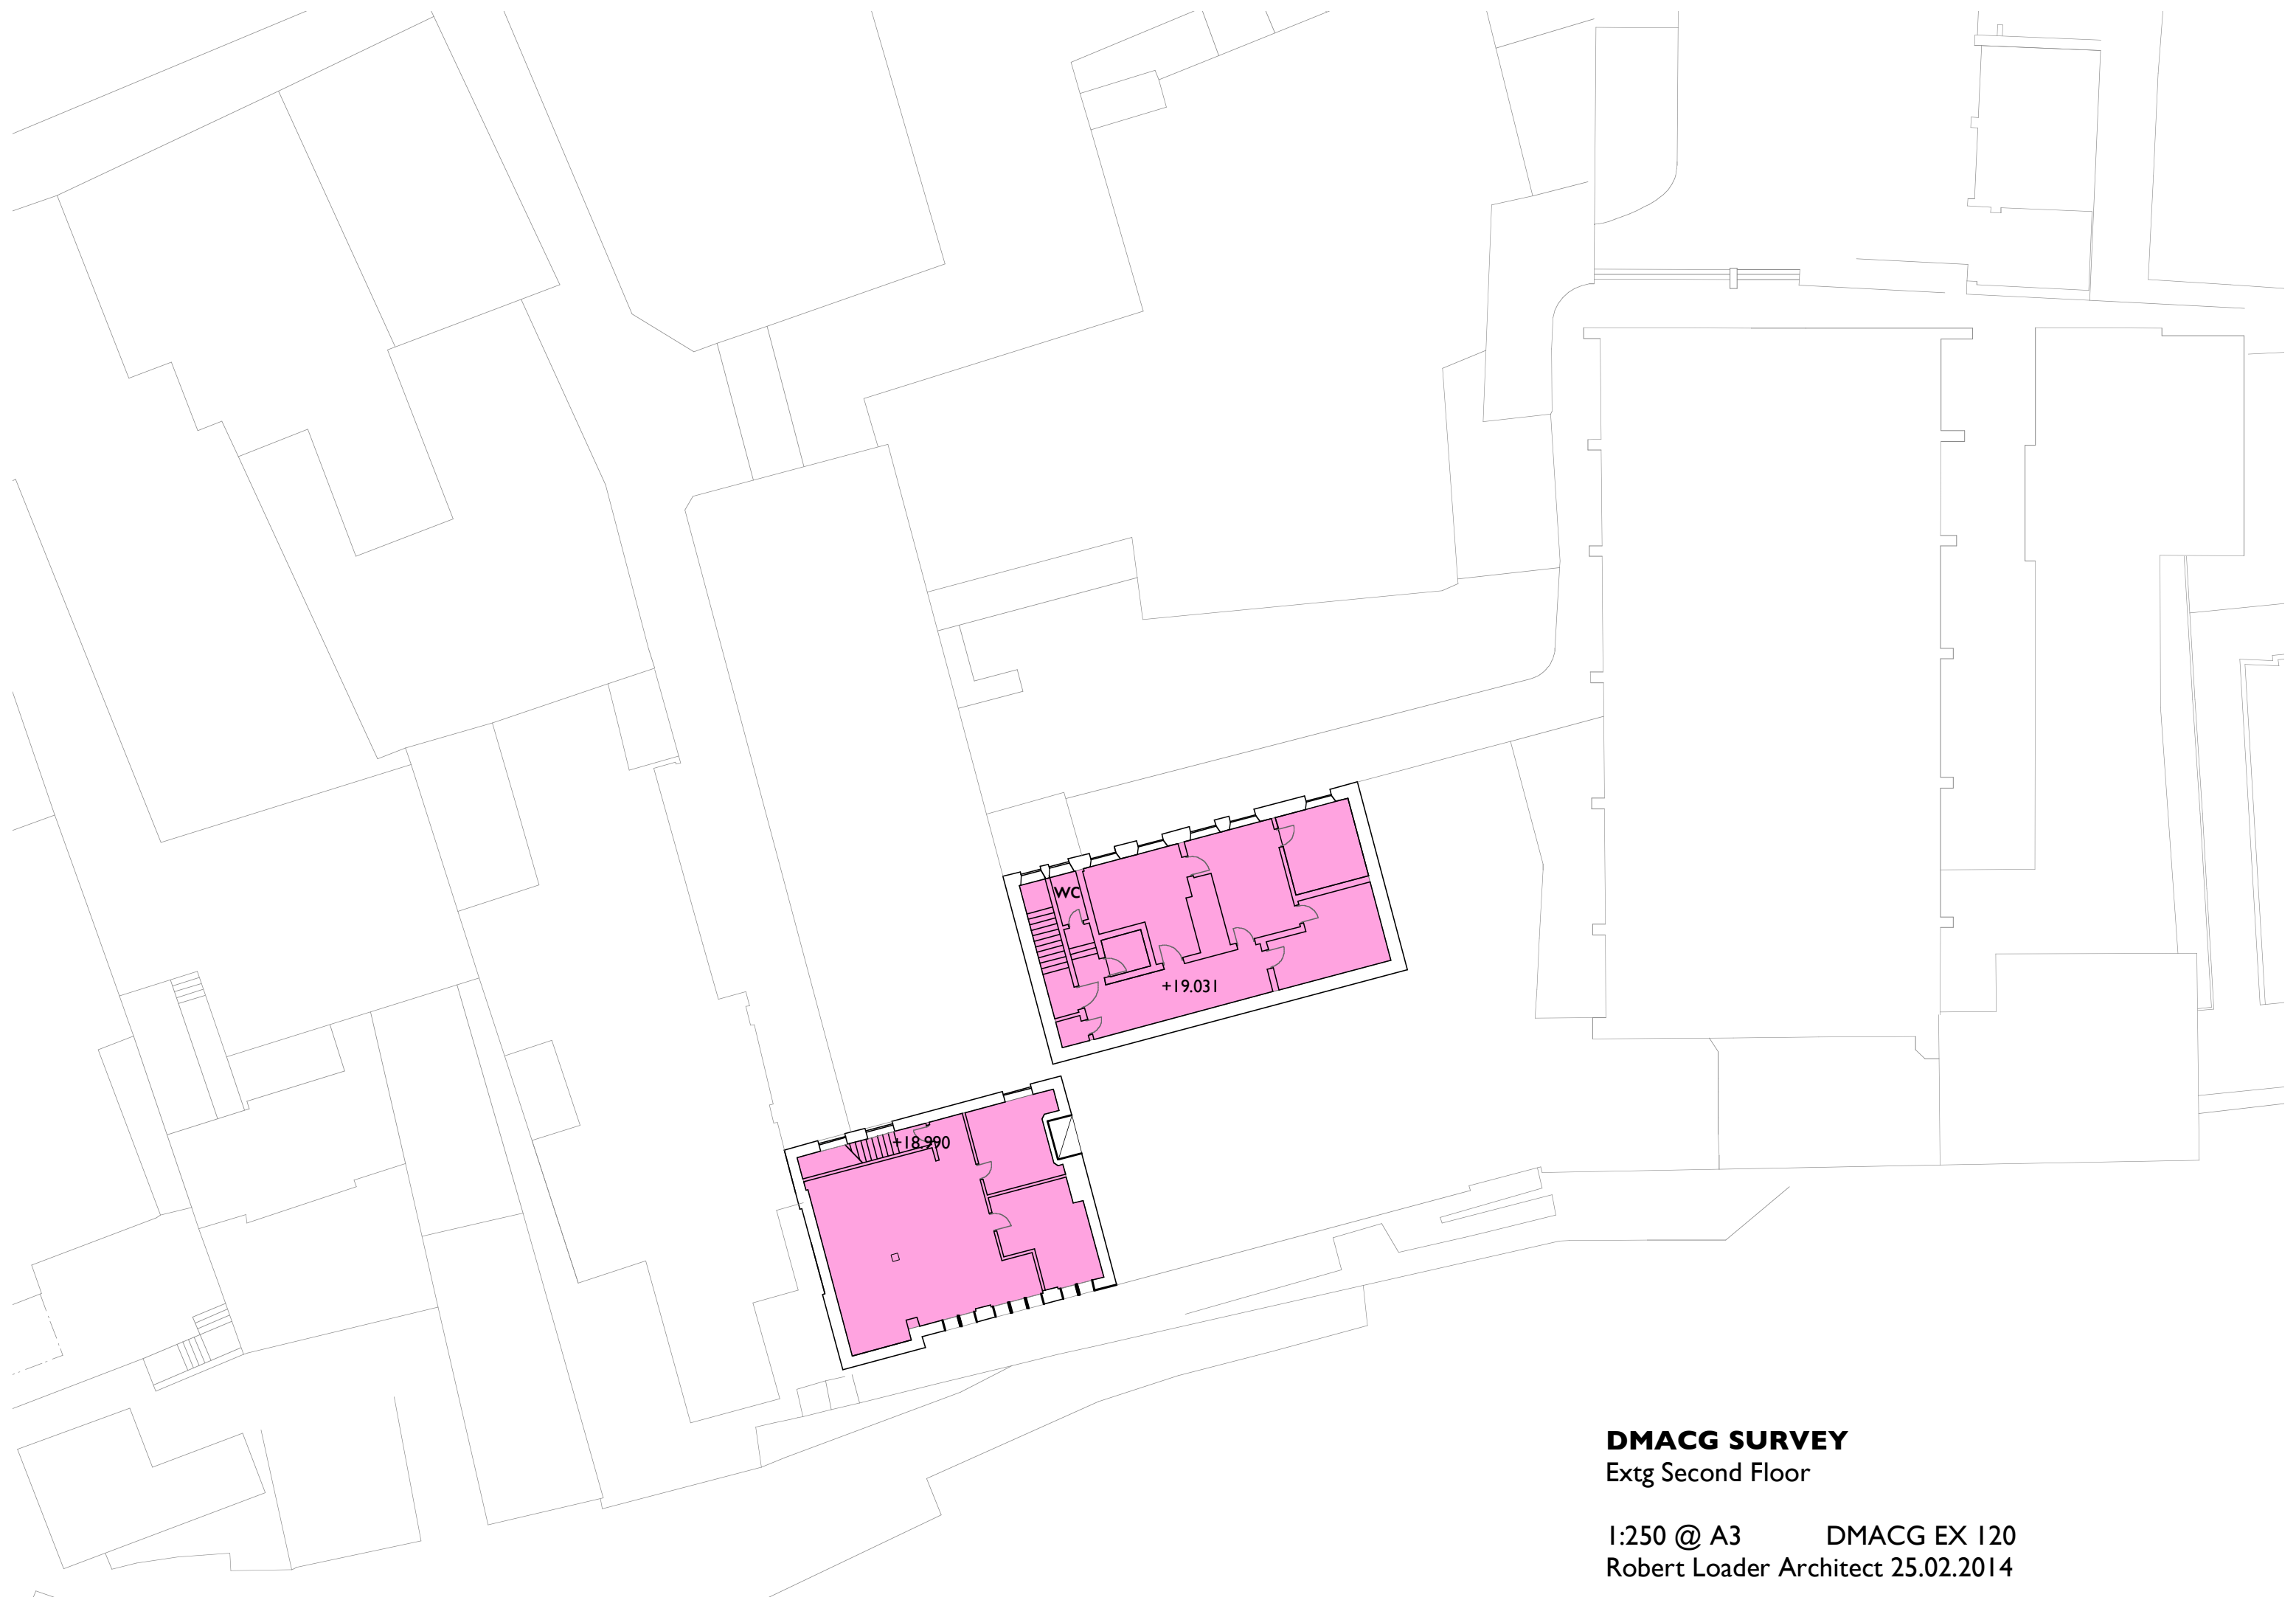 WC
+19.031
+18.990
DMACG SURVEY
Extg Second Floor
1:250 @ A3 DMACG EX 120
Robert Loader Architect 25.02.2014